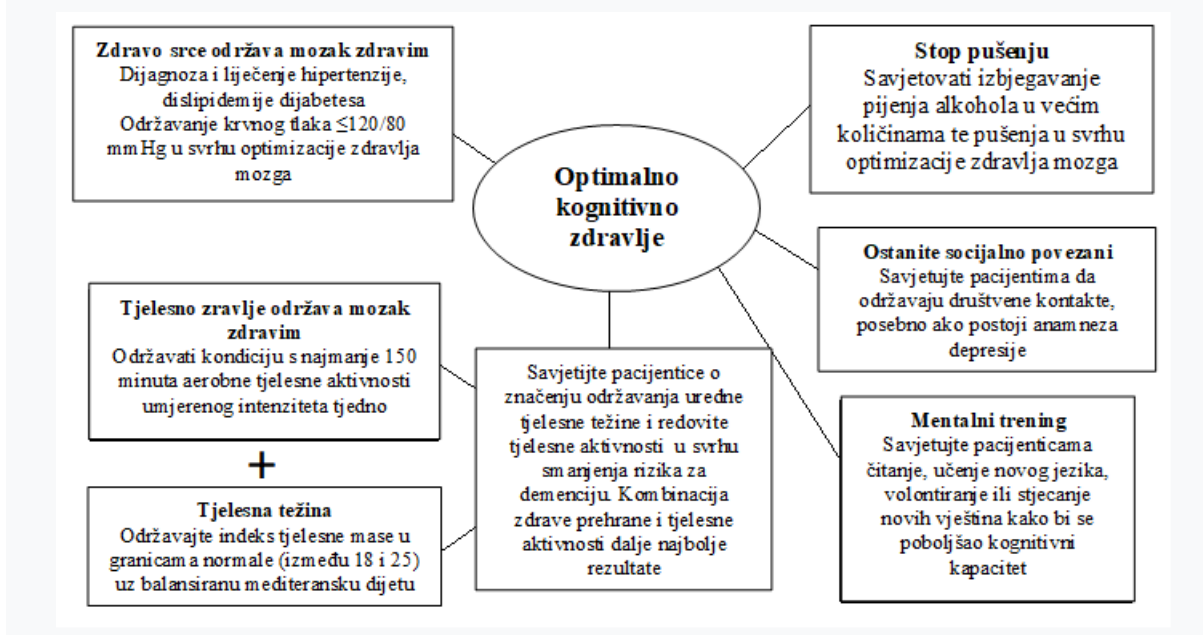 Zdravo srce održava mozak zdravim
Dijagnoza i liječenje hipertenzije,
dislipidemije dijabetesa
Održavanje krvnog tlaka ≤120/80
mmHg u svrhu optimizacije zdravlja
mozga
Stop pušenju
Savjetovati izbjegavanje
pijenja alkohola u većim
količinama te pušenja u svrhu
optimizacije zdravlja mozga
Optimalno
kognitivno
zdravlje
Ostanite socijalno povezani
Savjetujte pacijentima da
održavaju društvene kontakte,
posebno ako postoji anamneza
depresije
Tjelesno zravlje održava mozak
zdravim
Održavati kondiciju s najmanje 150
minuta aerobne tjelesne aktivnosti
umjerenog intenziteta tjedno
+
Tjelesna težina
Održavajte indeks tjelesne mase u
granicama normale (između 18 i 25)
uz balansiranu mediteransku dijetu
Savjetijte pacijentice o
značenju održavanja uredne
tjelesne težine i redovite
tjelesne aktivnosti u svrhu
smanjenja rizika za
demenciju. Kombinacija
zdrave prehrane i tjelesne
aktivnosti dalje najbolje
rezultate
Mentalni trening
Savjetujte pacijenticama
čitanje, učenje novog jezika,
volontiranje ili stjecanje
novih vještina kako bi se
poboljšao kognitivni
kapacitet